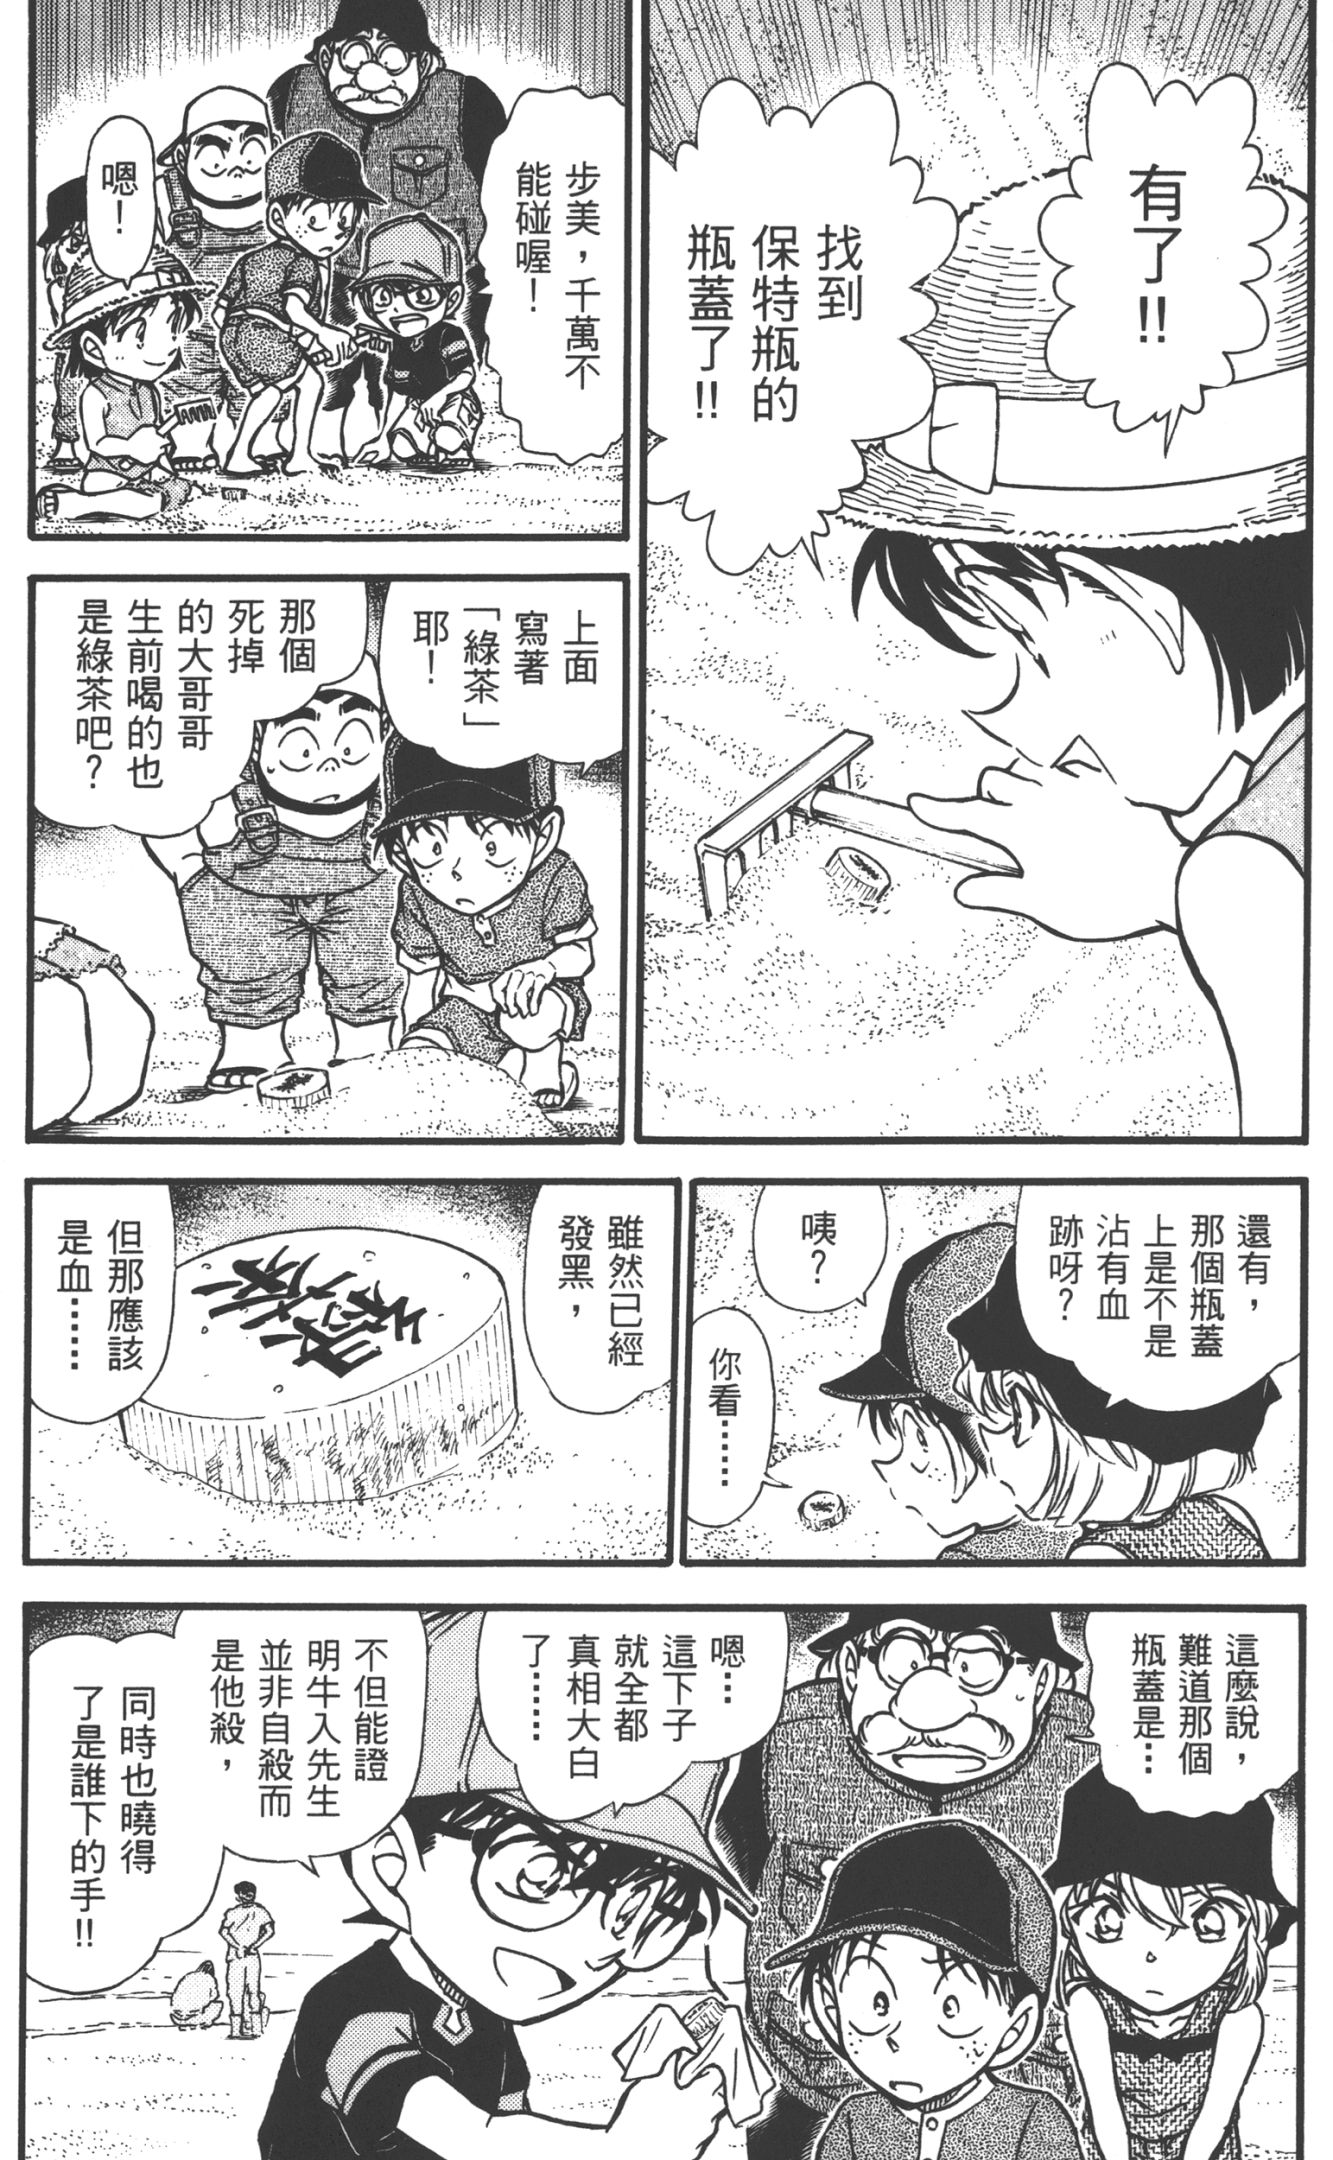 有了!!
找到
保特瓶的
瓶蓋了!!
步美，千萬不
能碰喔！
嗯！
上面
寫著
「綠茶」
耶！
那個
死掉
的大哥哥
生前喝的也
是綠茶吧？
還有，
那個瓶蓋
上是不是
沾有血
跡呀？
咦？
你看……
雖然已經
發黑，
但那應該
是血……
這麼說，
難道那個
瓶蓋是…
嗯…
這下子
就全都
真相大白
了……
不但能證
明牛入先生
並非自殺而
是他殺，
同時也曉得
了是誰下的手!!